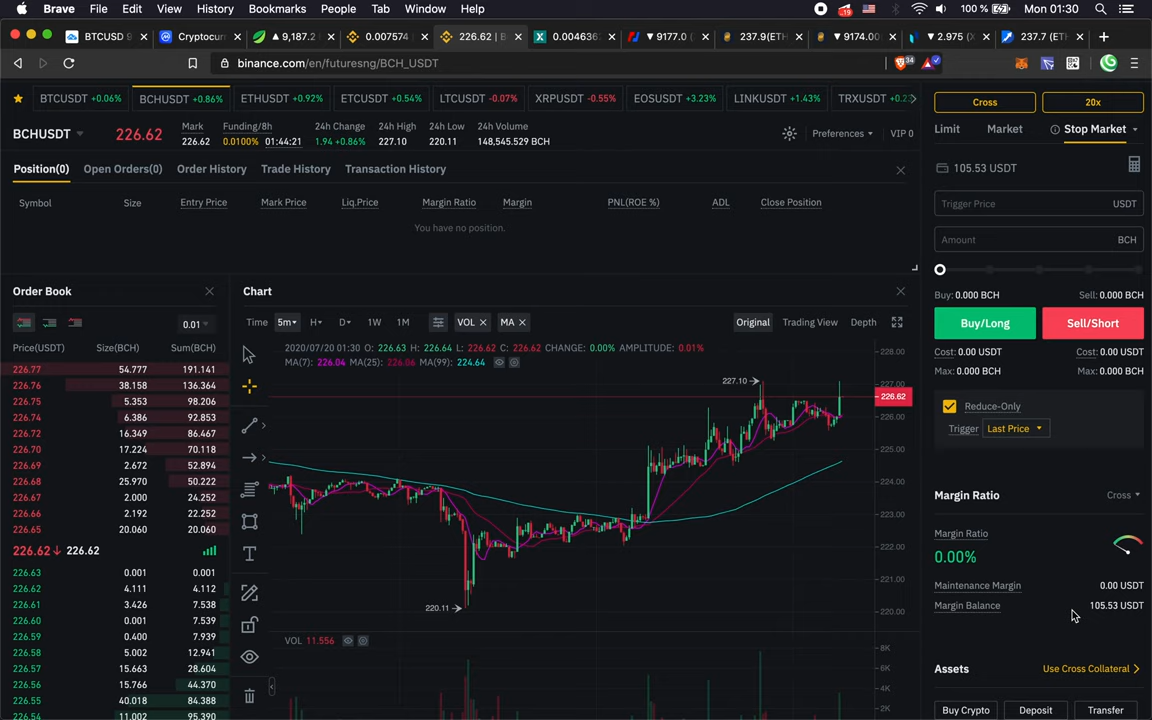 Brave File Edit View History Bookmarks People Tab Window Help 19 100 % Mon 01:30
BTCUSD 9 Cryptocurr ▲ 9,187.2 0.007574 226.62 | B 0.004636 ▼ 9177.0 237.9(ETH ▼ 9174.00 ▼ 2.975 (X 237.7 (ETH
binance.com/en/futuresng/BCH_USDT 34
BTCUSDT +0.06% BCHUSDT +0.86% ETHUSDT +0.92% ETCUSDT +0.54% LTCUSDT -0.07% XRPUSDT -0.55% EOSUSDT +3.23% LINKUSDT +1.43% TRXUSDT +0.2
Cross 20x
BCHUSDT 226.62 Mark 226.62 Funding/8h 0.0100% 01:44:21 24h Change 1.94 +0.86% 24h High 227.10 24h Low 220.11 24h Volume 148,545.529 BCH Preferences VIP 0
Limit Market Stop Market
Position(0) Open Orders(0) Order History Trade History Transaction History
105.53 USDT
Symbol Size Entry Price Mark Price Liq.Price Margin Ratio Margin PNL(ROE %) ADL Close Position
Trigger Price USDT
You have no position.
Amount BCH
Buy: 0.000 BCH Sell: 0.000 BCH
Buy/Long Sell/Short
Cost: 0.00 USDT Cost: 0.00 USDT
Max: 0.000 BCH Max: 0.000 BCH
Reduce-Only
Trigger Last Price
Margin Ratio Cross
Margin Ratio
0.00%
Maintenance Margin 0.00 USDT
Margin Balance 105.53 USDT
Assets Use Cross Collateral
Buy Crypto Deposit Transfer
Order Book
0.01
Price(USDT) Size(BCH) Sum(BCH)
226.77 54.777 191.141
226.76 38.158 136.364
226.75 5.353 98.206
226.74 6.386 92.853
226.72 16.349 86.467
226.70 17.224 70.118
226.69 2.672 52.894
226.68 25.970 50.222
226.67 2.000 24.252
226.66 2.192 22.252
226.65 20.060 20.060
226.62 226.62
226.63 0.001 0.001
226.62 4.111 4.112
226.61 3.426 7.538
226.60 0.001 7.539
226.59 0.400 7.939
226.58 5.002 12.941
226.57 15.663 28.604
226.56 15.766 44.370
226.55 40.018 84.388
226.54 11.002 95.390
Chart
Time 5m H D 1W 1M VOL MA Original Trading View Depth
2020/07/20 01:30 O: 226.63 H: 226.64 L: 226.62 C: 226.62 CHANGE: 0.00% AMPLITUDE: 0.01%
MA(7): 226.04 MA(25): 226.06 MA(99): 224.64
228.00
227.10
227.00
226.62
226.00
225.00
224.00
223.00
222.00
221.00
220.11
220.00
VOL 11.556
8K
6K
4K
2K